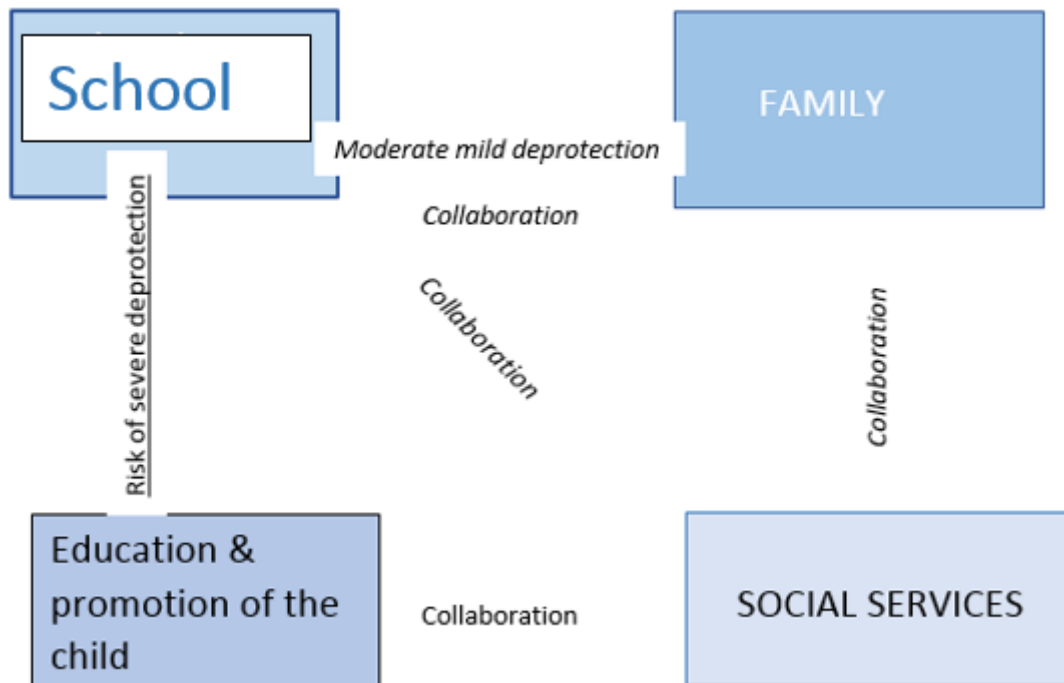 School
FAMILY
Moderate mild deprotection
Collaboration
Collaboration
Collaboration
Risk of severe deprotection
Education &
promotion of the
child
Collaboration
SOCIAL SERVICES